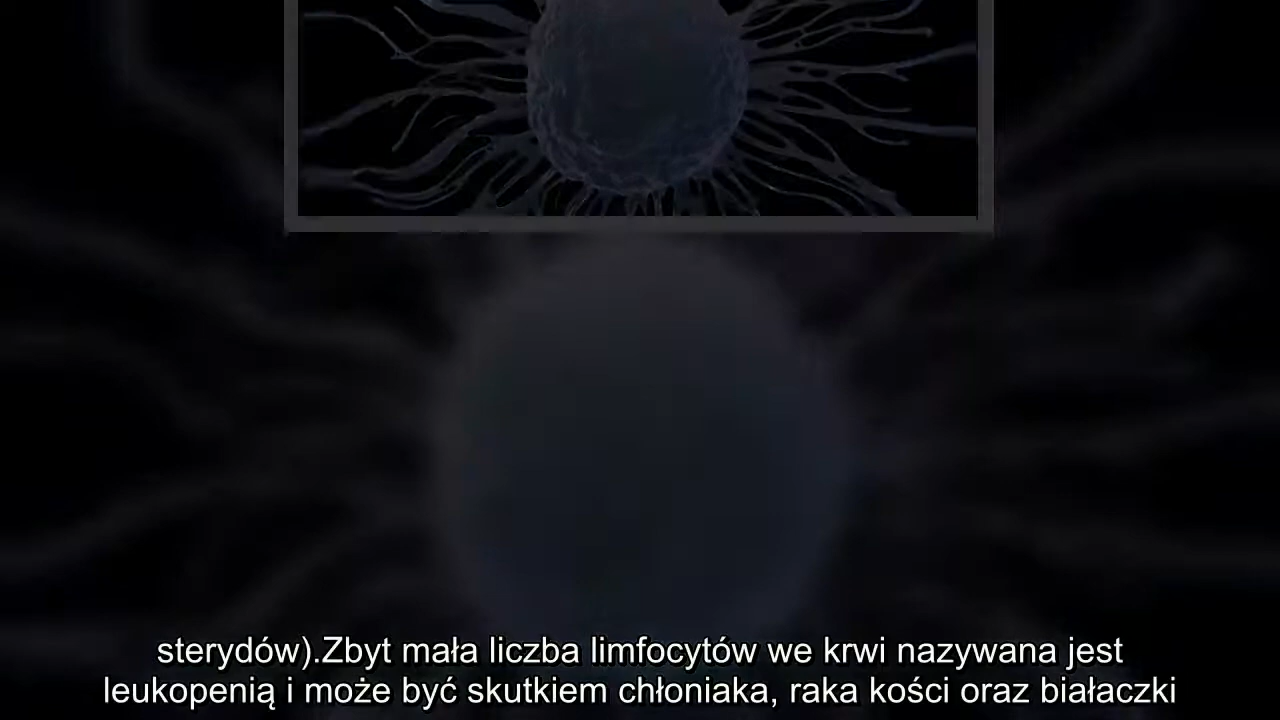 sterydów).Zbyt mała liczba limfocytów we krwi nazywana jest
leukopenią i może być skutkiem chłoniaka, raka kości oraz białaczki